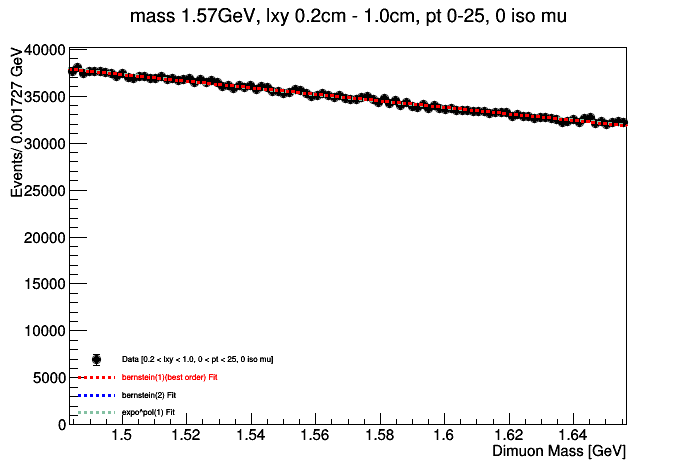 mass 1.57GeV, lxy 0.2cm - 1.0cm, pt 0-25, 0 iso mu
Events/ 0.001727 GeV
40000
35000
30000
25000
20000
15000
10000
5000
0
Data [0.2 < lxy < 1.0, 0 < pt < 25, 0 iso mu]
bernstein(1)(best order) Fit
bernstein(2) Fit
expo*pol(1) Fit
1.5 1.52 1.54 1.56 1.58 1.6 1.62 1.64
Dimuon Mass [GeV]